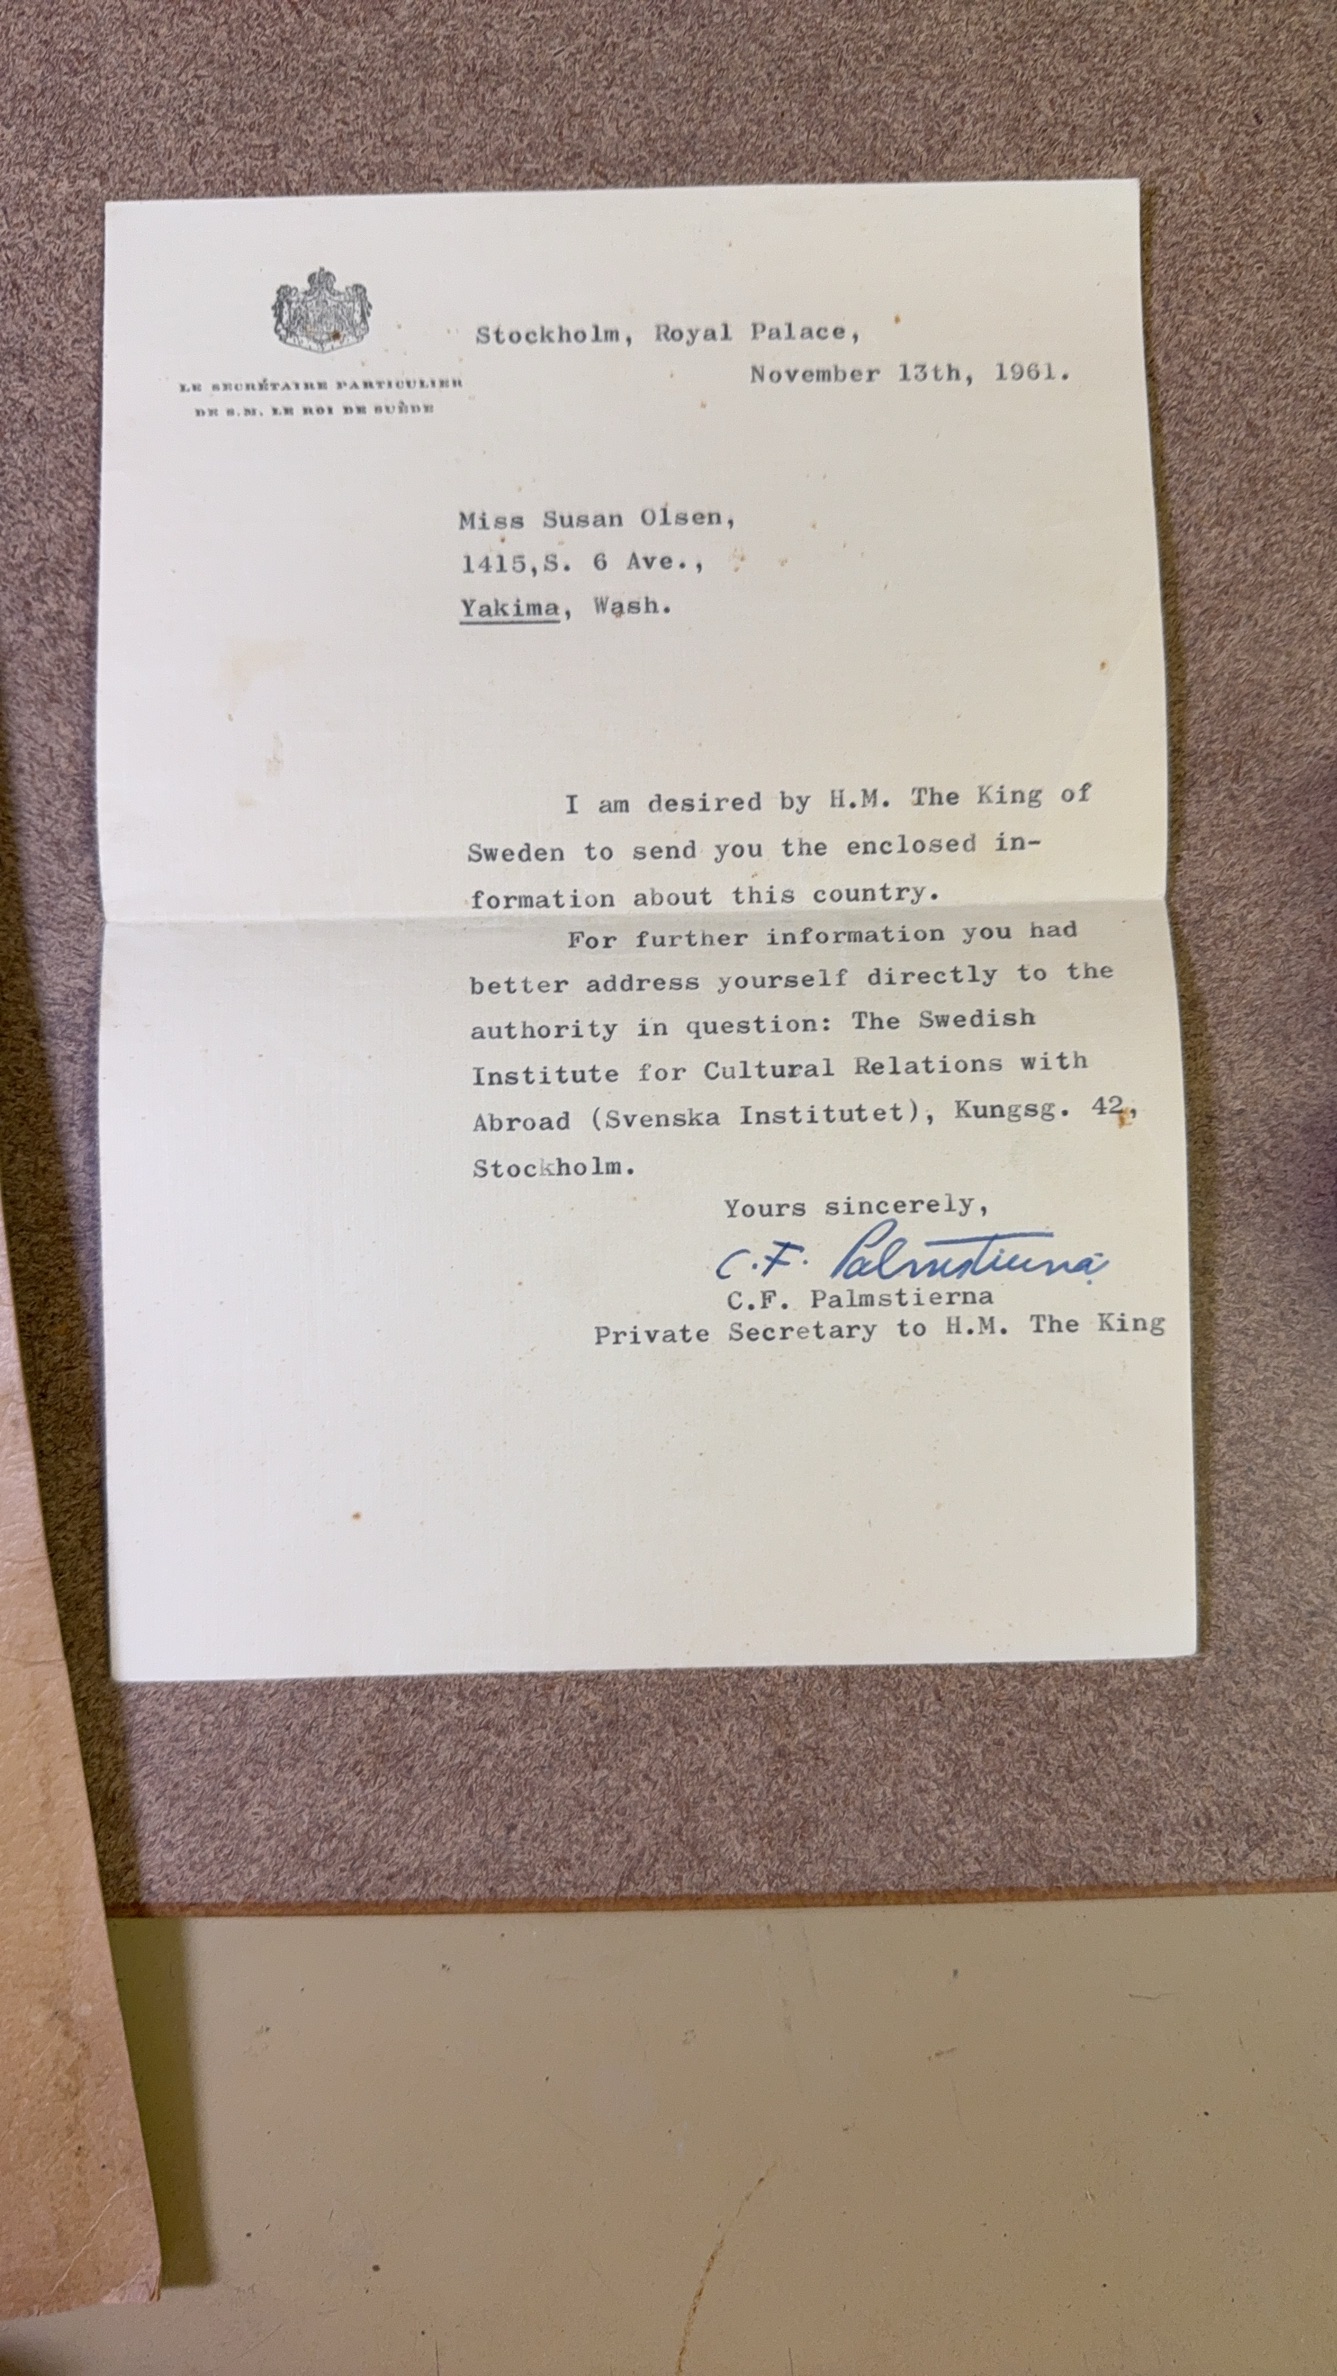 LE SECRÉTAIRE PARTICULIER
DE S.M. LE ROI DE SUÈDE
Stockholm, Royal Palace,
November 13th, 1961.
Miss Susan Olsen,
1415,S. 6 Ave.,
Yakima, Wash.
I am desired by H.M. The King of
Sweden to send you the enclosed in-
formation about this country.
For further information you had
better address yourself directly to the
authority in question: The Swedish
Institute for Cultural Relations with
Abroad (Svenska Institutet), Kungsg. 42,
Stockholm.
Yours sincerely,
C.F. Palmstierna
C.F. Palmstierna
Private Secretary to H.M. The King